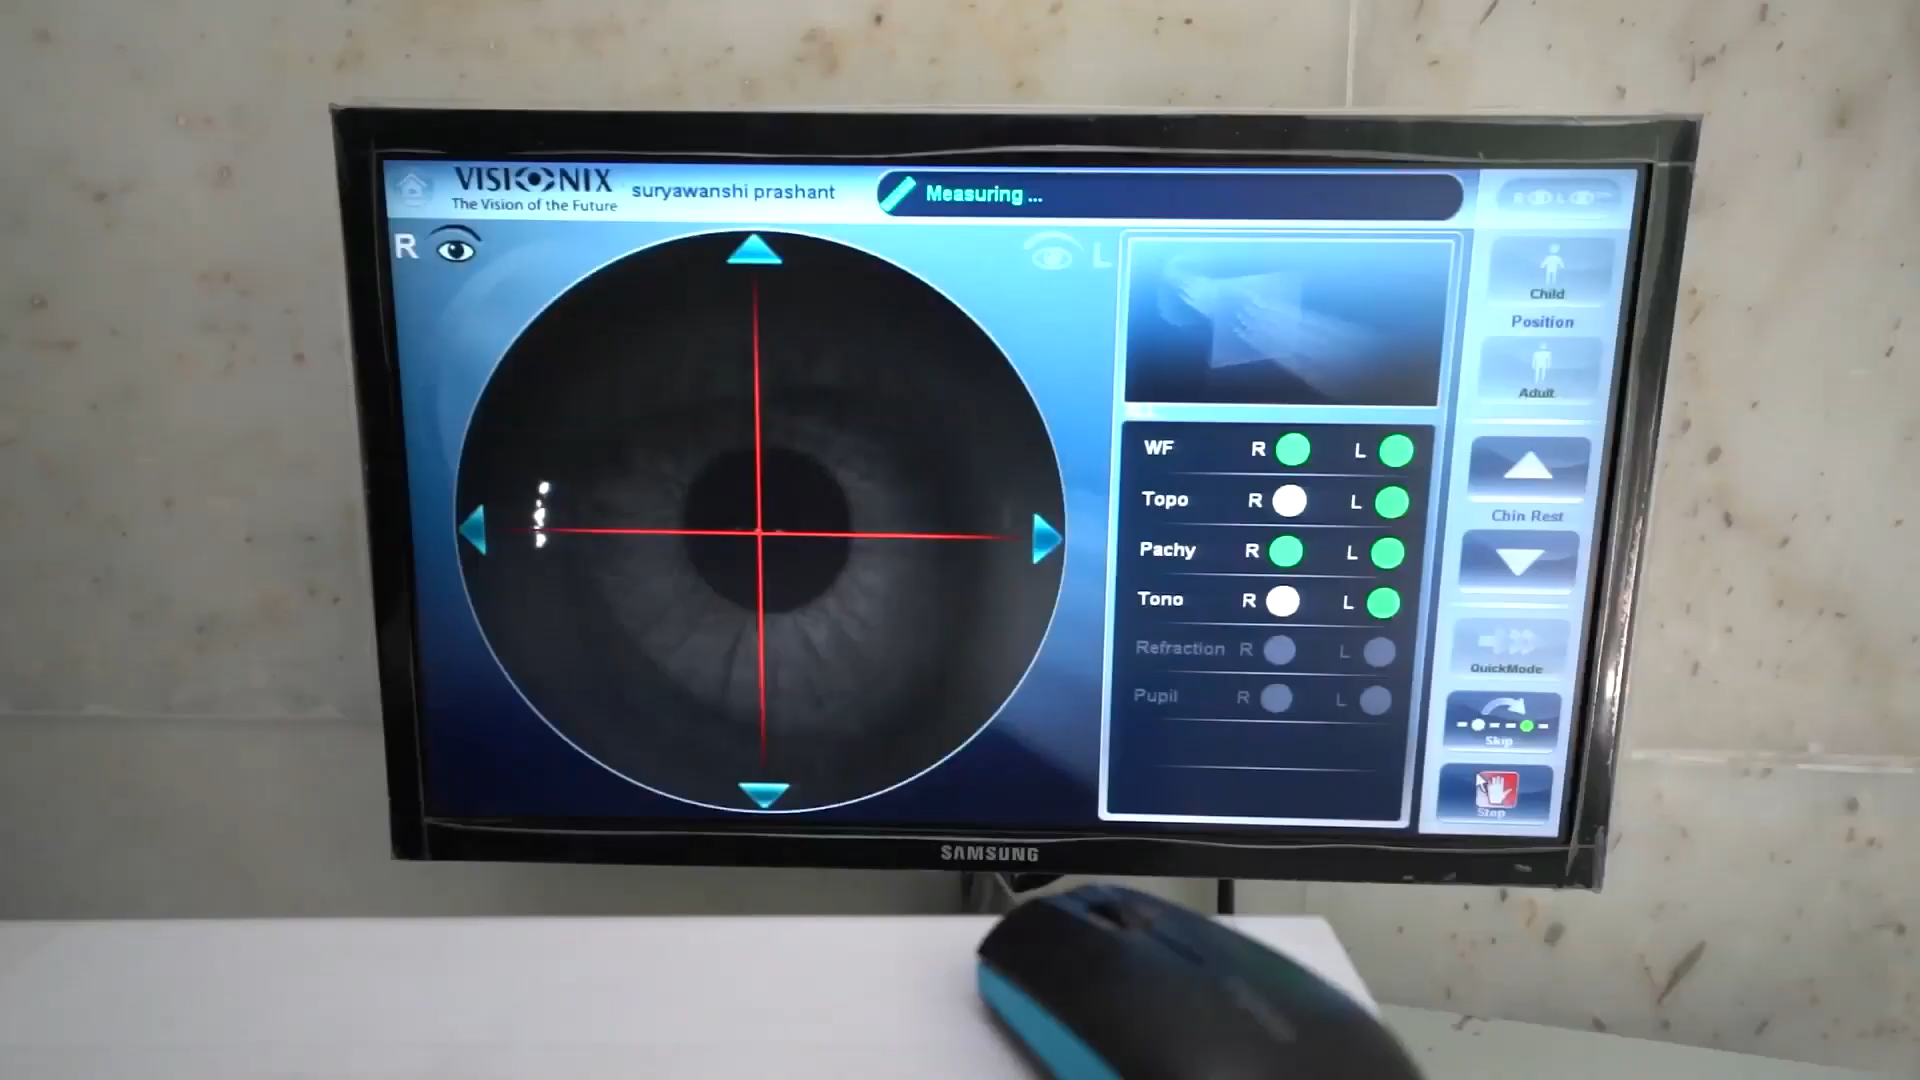 VISIONIX
The Vision of the Future
suryawanshi prashant
Measuring ...
R L
R
L
Child
Position
Adult
WF R L
Topo R L
Pachy R L
Tono R L
Refraction R L
Pupil R L
Chin Rest
QuickMode
Skip
Stop
SAMSUNG